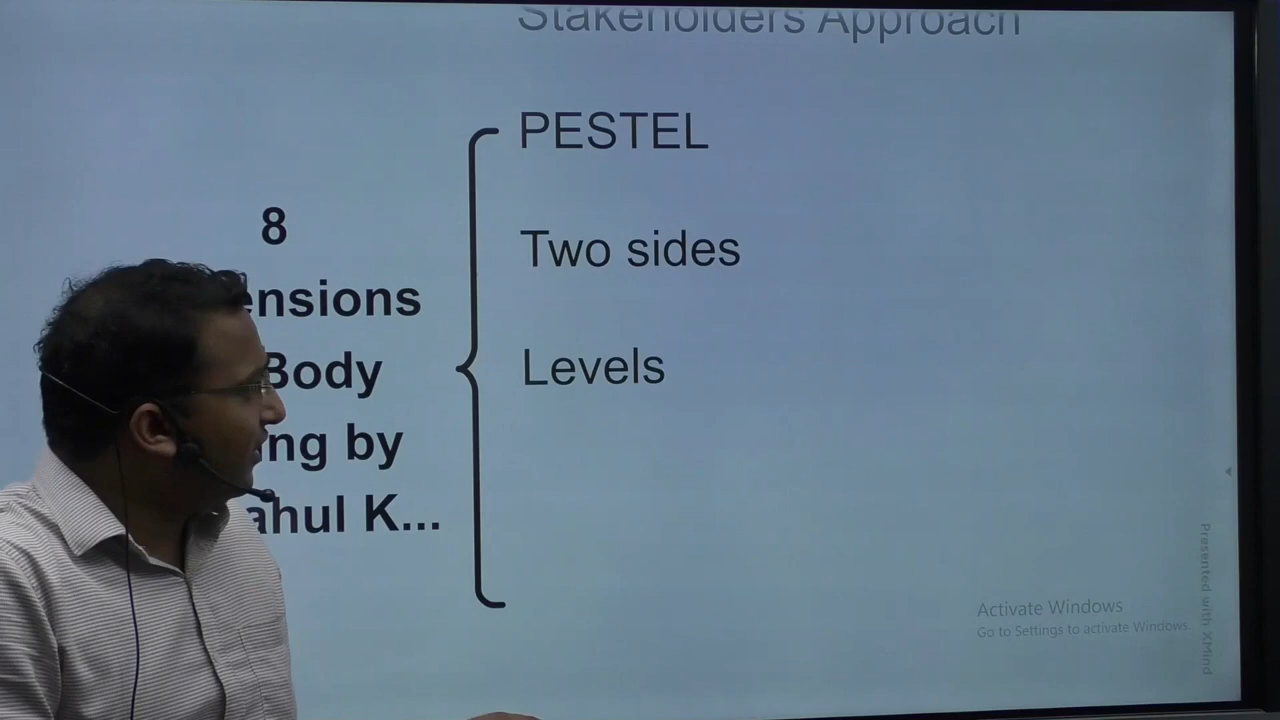 Stakeholders Approach
PESTEL
8
ensions
Body
ng by
ahul K...
Two sides
Levels
Activate Windows
Go to Settings to activate Windows.
Presented with XMind